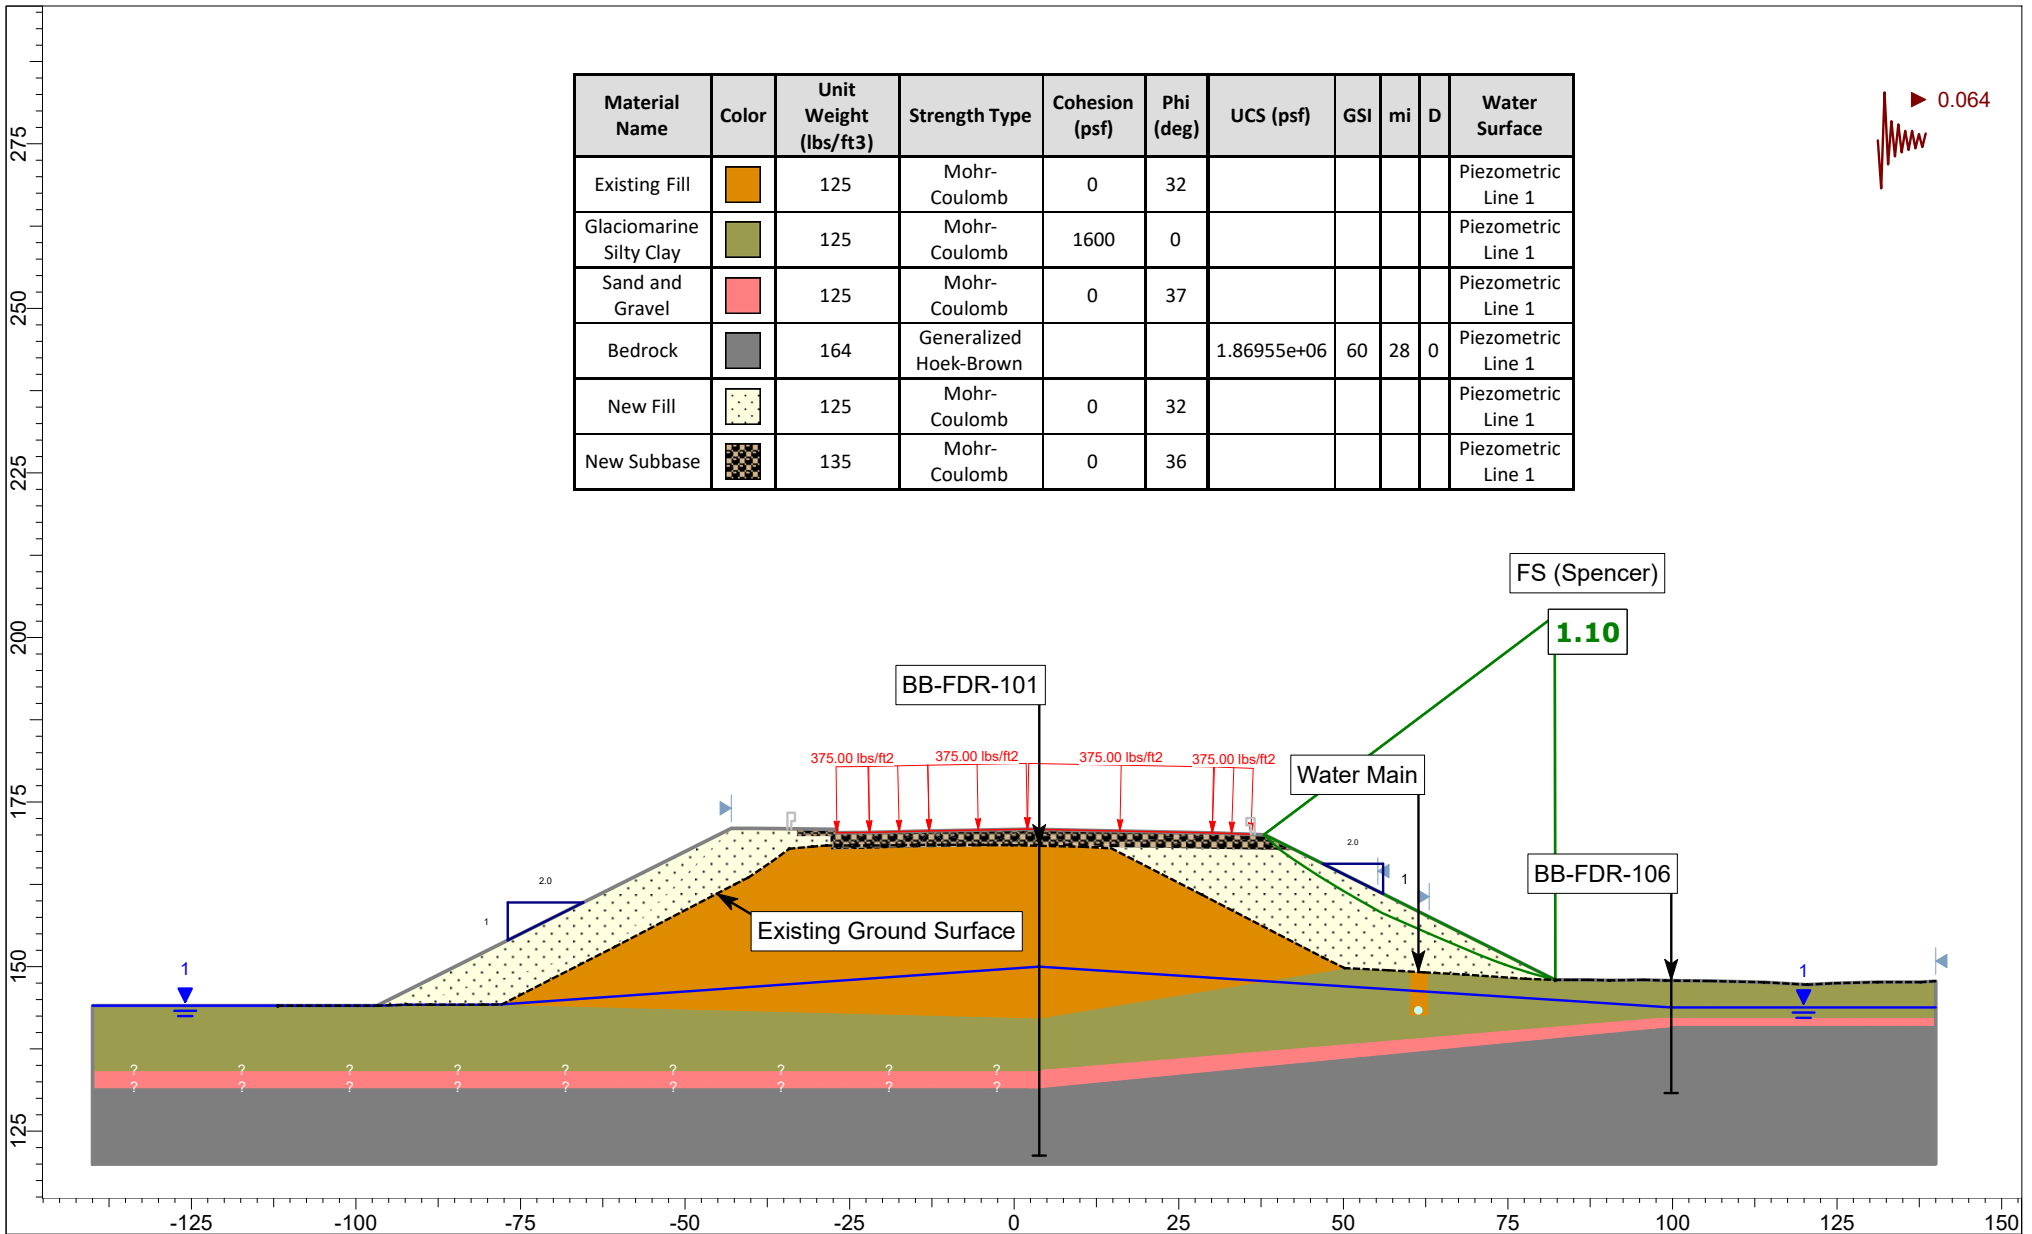 Material Name | Color | Unit Weight (lbs/ft3) | Strength Type | Cohesion (psf) | Phi (deg) | UCS (psf) | GSI | mi | D | Water Surface
Existing Fill | 125 | Mohr-Coulomb | 0 | 32 | Piezometric Line 1
Glaciomarine Silty Clay | 125 | Mohr-Coulomb | 1600 | 0 | Piezometric Line 1
Sand and Gravel | 125 | Mohr-Coulomb | 0 | 37 | Piezometric Line 1
Bedrock | 164 | Generalized Hoek-Brown | 1.86955e+06 | 60 | 28 | 0 | Piezometric Line 1
New Fill | 125 | Mohr-Coulomb | 0 | 32 | Piezometric Line 1
New Subbase | 135 | Mohr-Coulomb | 0 | 36 | Piezometric Line 1
0.064
FS (Spencer)
1.10
BB-FDR-101
375.00 lbs/ft2 375.00 lbs/ft2 375.00 lbs/ft2 375.00 lbs/ft2
Water Main
2.0
1
BB-FDR-106
2.0
1
Existing Ground Surface
1
1
? ? ? ? ? ? ? ? ?
? ? ? ? ? ? ? ? ?
275
250
225
200
175
150
125
-125 -100 -75 -50 -25 0 25 50 75 100 125 150